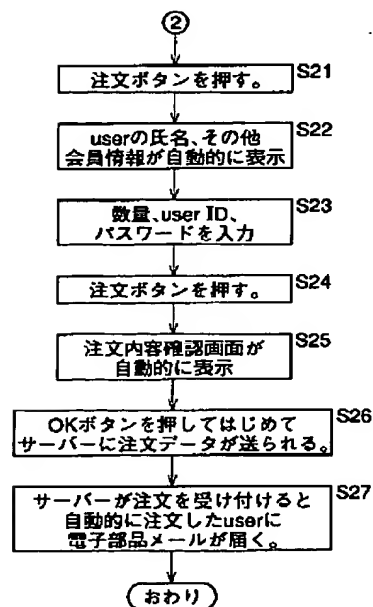 ②
注文ボタンを押す。 S21
userの氏名、その他 S22
会員情報が自動的に表示
数量、user ID、 S23
パスワードを入力
注文ボタンを押す。 S24
注文内容確認画面が S25
自動的に表示
OKボタンを押してはじめて S26
サーバーに注文データが送られる。
サーバーが注文を受け付けると S27
自動的に注文したuserに
電子部品メールが届く。
おわり